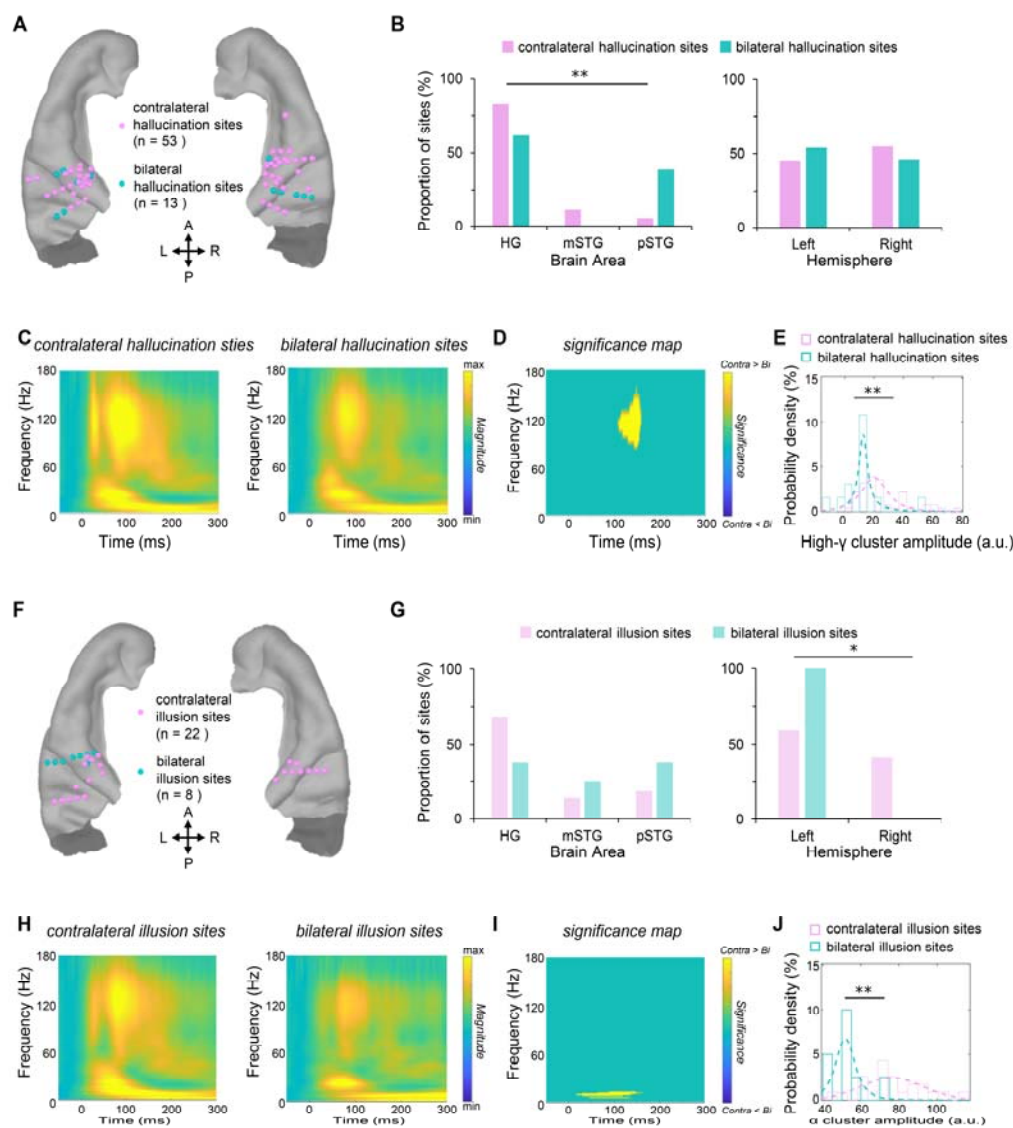 A
contralateral
hallucination sites
(n = 53 )
bilateral
hallucination sites
(n = 13 )
A
L R
P
B
contralateral hallucination sites bilateral hallucination sites
Proportion of sites (%)
100
50
0
**
HG mSTG pSTG
Brain Area
100
50
0
Left Right
Hemisphere
C
contralateral hallucination sties
Frequency (Hz)
180
120
60
0
0 100 200 300
Time (ms)
bilateral hallucination sites
180
120
60
0
0 100 200 300
Time (ms)
max
Magnitude
min
D
significance map
Frequency (Hz)
180
120
60
0
0 100 200 300
Time (ms)
Contra > Bi
Significance
Contra < Bi
E
contralateral hallucination sites
bilateral hallucination sites
Probability density (%)
15
10
5
0
**
0 20 40 60 80
High-γ cluster amplitude (a.u.)
F
contralateral
illusion sites
(n = 22 )
bilateral
illusion sites
(n = 8 )
A
L R
P
G
contralateral illusion sites bilateral illusion sites
Proportion of sites (%)
100
50
0
HG mSTG pSTG
Brain Area
100
50
0
*
Left Right
Hemisphere
H
contralateral illusion sites
Frequency (Hz)
180
120
60
0
0 100 200 300
Time (ms)
bilateral illusion sites
180
120
60
0
0 100 200 300
Time (ms)
max
Magnitude
min
I
significance map
Frequency (Hz)
180
120
60
0
0 100 200 300
Time (ms)
Contra > Bi
Significance
Contra < Bi
J
contralateral illusion sites
bilateral illusion sites
Probability density (%)
15
10
5
0
**
40 60 80 100
α cluster amplitude (a.u.)